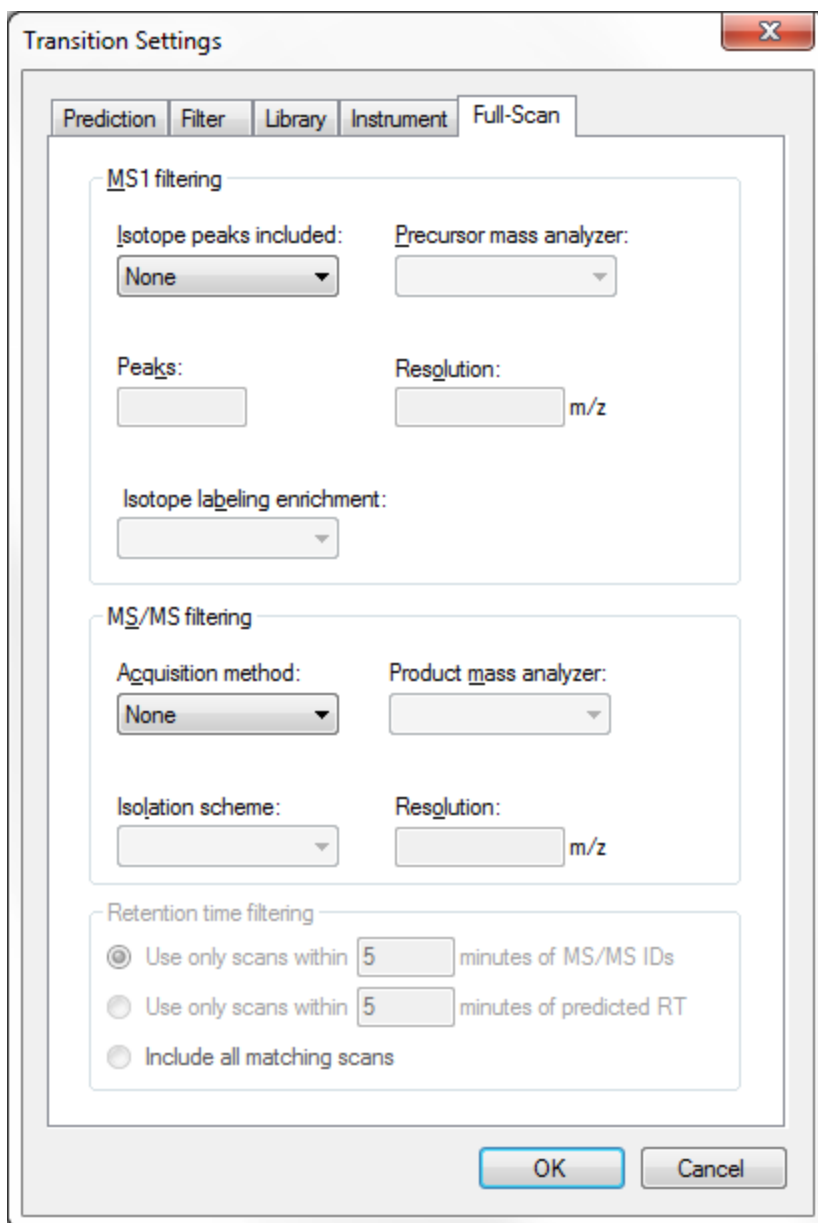 Transition Settings
Prediction Filter Library Instrument Full-Scan
MS1 filtering
Isotope peaks included: Precursor mass analyzer:
None
Peaks: Resolution:
m/z
Isotope labeling enrichment:
MS/MS filtering
Acquisition method: Product mass analyzer:
None
Isolation scheme: Resolution:
m/z
Retention time filtering
Use only scans within 5 minutes of MS/MS IDs
Use only scans within 5 minutes of predicted RT
Include all matching scans
OK Cancel